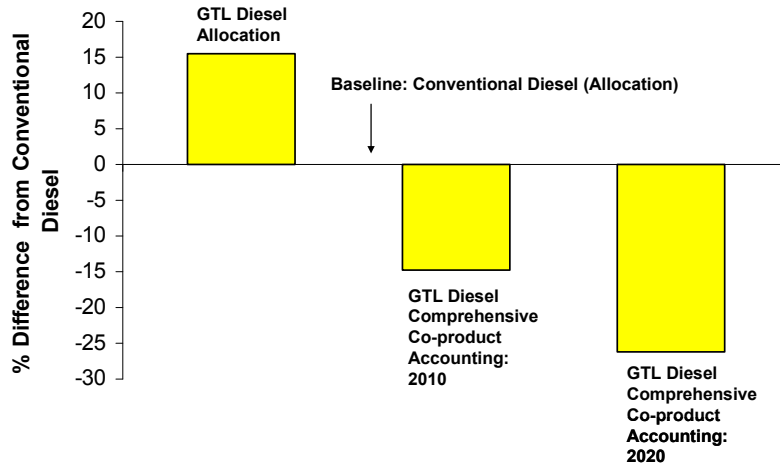 % Difference from Conventional
Diesel
20
15
10
5
0
-5
-10
-15
-20
-25
-30
GTL Diesel
Allocation
Baseline: Conventional Diesel (Allocation)
GTL Diesel
Comprehensive
Co-product
Accounting:
2010
GTL Diesel
Comprehensive
Co-product
Accounting:
2020